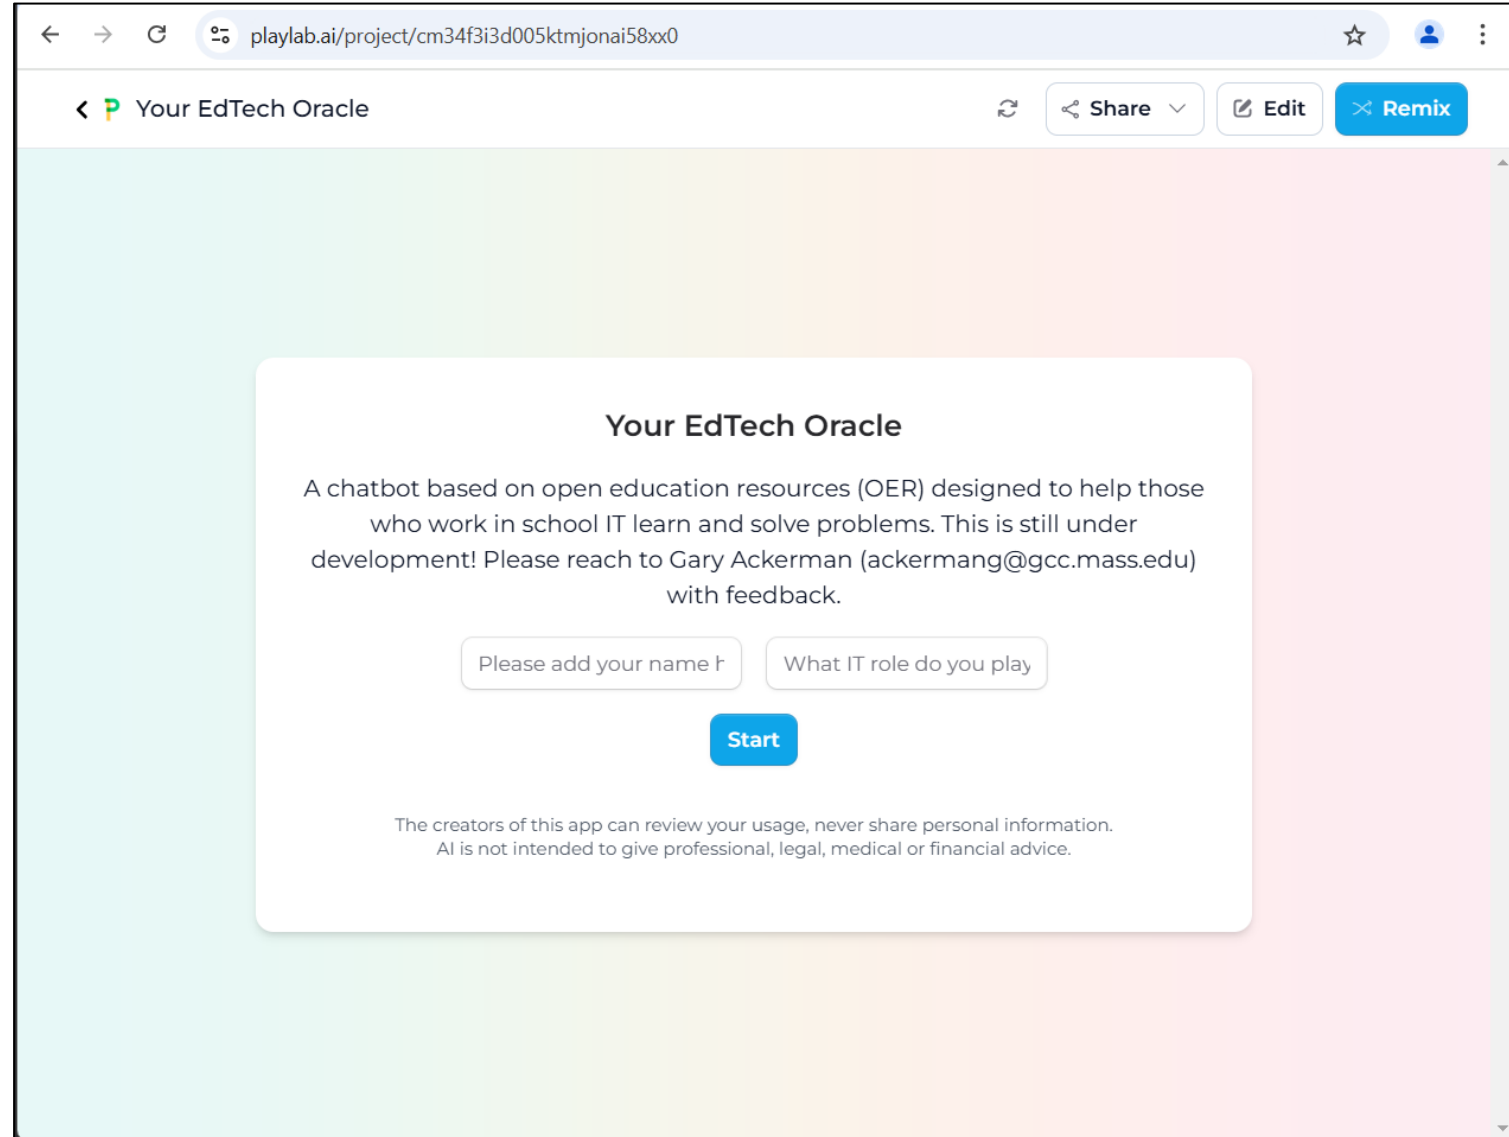 playlab.ai/project/cm34f3i3d005ktmjonai58xx0
Your EdTech Oracle
Share
Edit
Remix
Your EdTech Oracle
A chatbot based on open education resources (OER) designed to help those
who work in school IT learn and solve problems. This is still under
development! Please reach to Gary Ackerman (ackermang@gcc.mass.edu)
with feedback.
Please add your name h
What IT role do you play
Start
The creators of this app can review your usage, never share personal information.
AI is not intended to give professional, legal, medical or financial advice.